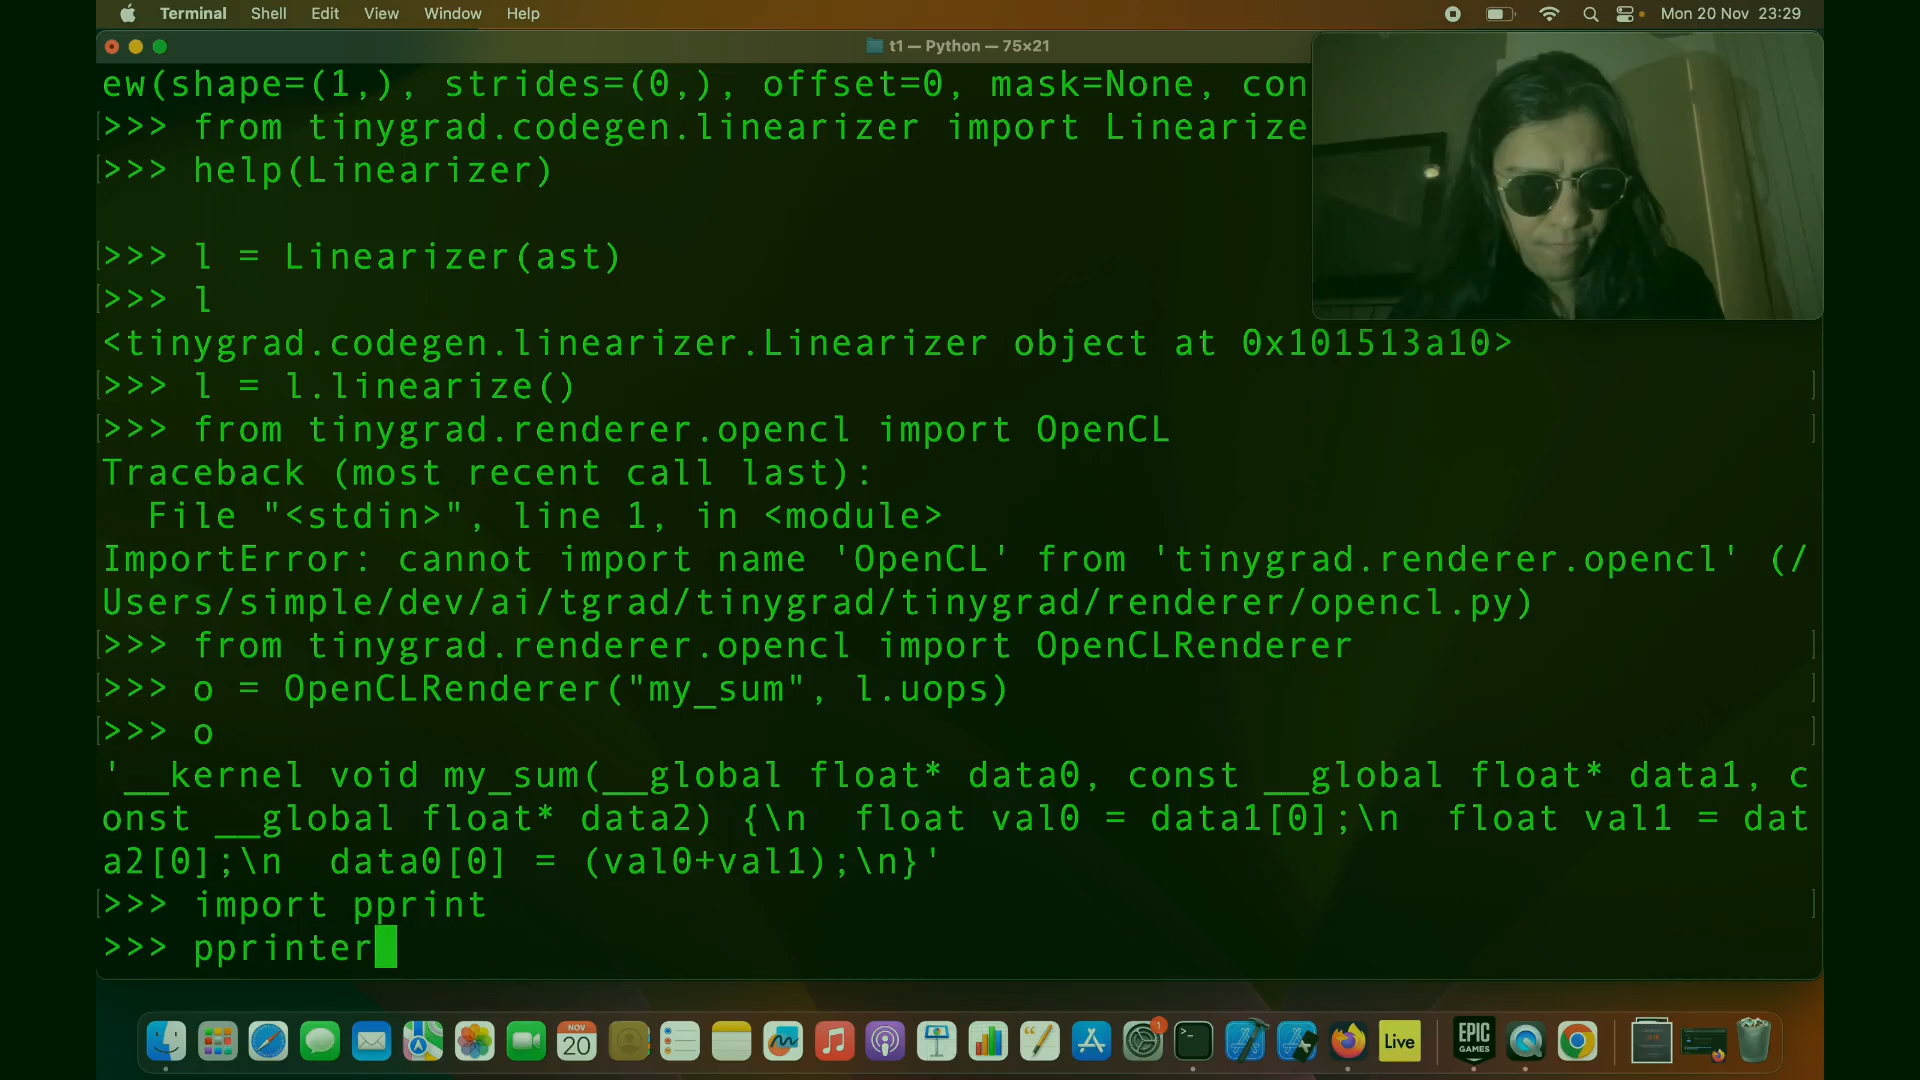 Terminal Shell Edit View Window Help Mon 20 Nov 23:29
t1 — Python — 75×21
ew(shape=(1,), strides=(0,), offset=0, mask=None, con
>>> from tinygrad.codegen.linearizer import Linearize
>>> help(Linearizer)
>>> l = Linearizer(ast)
>>> l
<tinygrad.codegen.linearizer.Linearizer object at 0x101513a10>
>>> l = l.linearize()
>>> from tinygrad.renderer.opencl import OpenCL
Traceback (most recent call last):
  File "<stdin>", line 1, in <module>
ImportError: cannot import name 'OpenCL' from 'tinygrad.renderer.opencl' (/
Users/simple/dev/ai/tgrad/tinygrad/tinygrad/renderer/opencl.py)
>>> from tinygrad.renderer.opencl import OpenCLRenderer
>>> o = OpenCLRenderer("my_sum", l.uops)
>>> o
'__kernel void my_sum(__global float* data0, const __global float* data1, c
onst __global float* data2) {\n  float val0 = data1[0];\n  float val1 = dat
a2[0];\n  data0[0] = (val0+val1);\n}'
>>> import pprint
>>> pprinter
NOV
20
1
Live
EPIC
GAMES